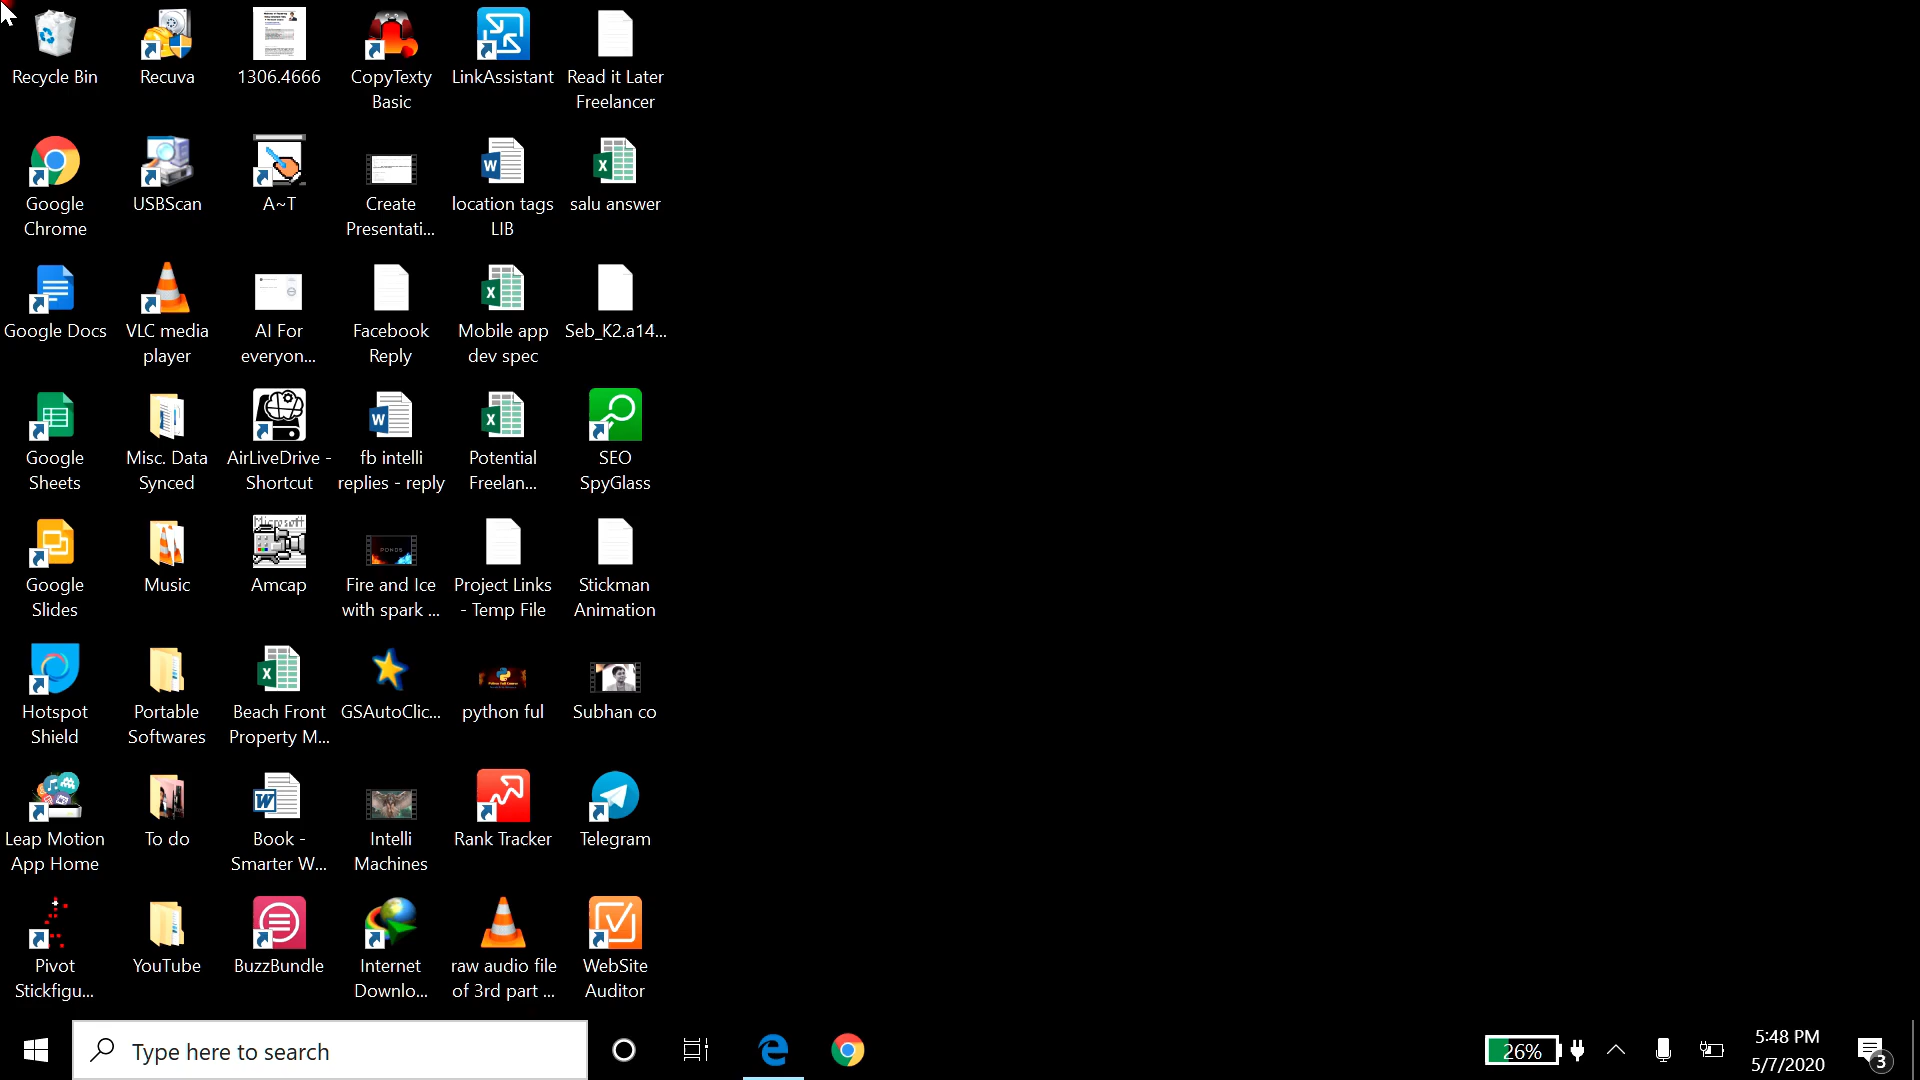 Recycle Bin
Recuva
1306.4666
CopyTexty
Basic
LinkAssistant
Read it Later
Freelancer
Google
Chrome
USBScan
A~T
Create
Presentati...
location tags
LIB
salu answer
Google Docs
VLC media
player
AI For
everyon...
Facebook
Reply
Mobile app
dev spec
Seb_K2.a14...
Google
Sheets
Misc. Data
Synced
AirLiveDrive -
Shortcut
fb intelli
replies - reply
Potential
Freelan...
SEO
SpyGlass
Google
Slides
Music
Microsoft
Amcap
PONDS
Fire and Ice
with spark ...
Project Links
- Temp File
Stickman
Animation
Hotspot
Shield
Portable
Softwares
Beach Front
Property M...
GSAutoClic...
python ful
Subhan co
Leap Motion
App Home
To do
Book -
Smarter W...
Intelli
Machines
Rank Tracker
Telegram
Pivot
Stickfigu...
YouTube
BuzzBundle
Internet
Downlo...
raw audio file
of 3rd part ...
WebSite
Auditor
Type here to search
26%
5:48 PM
5/7/2020
3